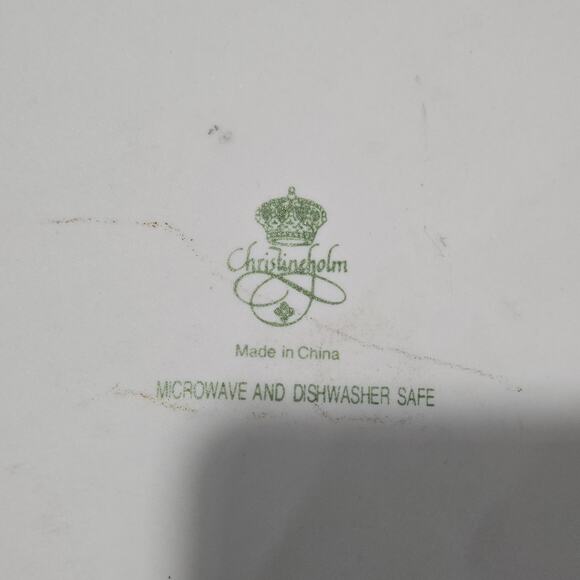 Christineholm
Made in China
MICROWAVE AND DISHWASHER SAFE